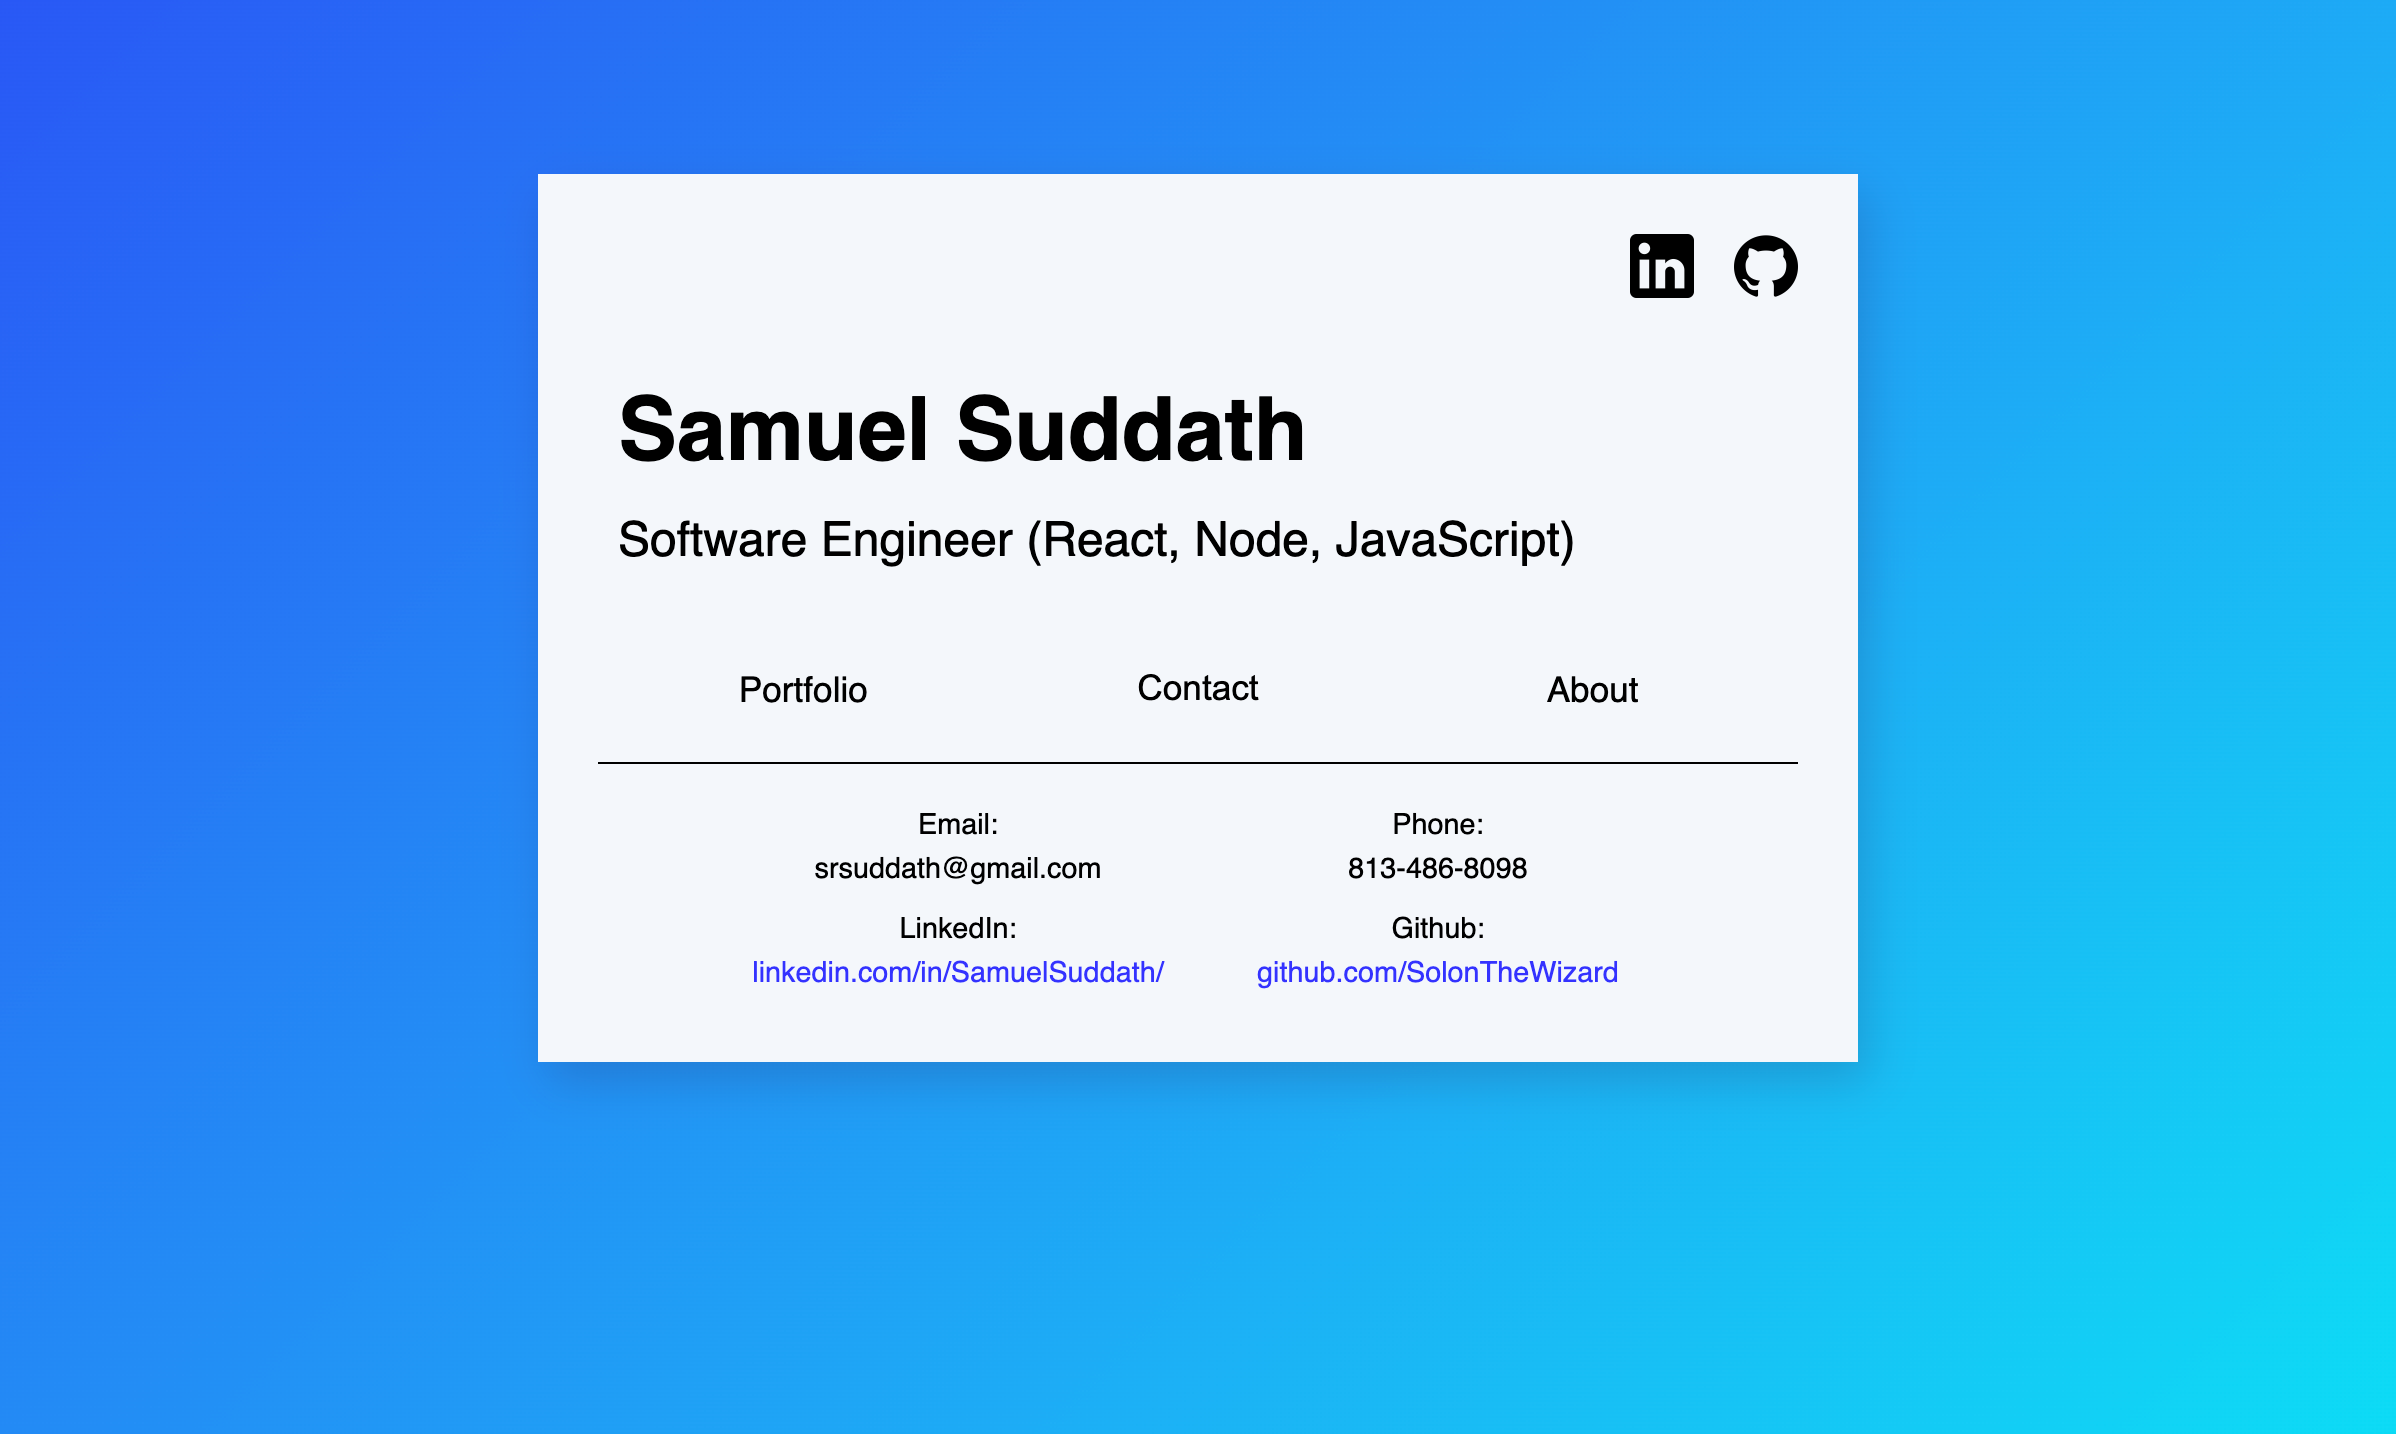 in
Samuel Suddath
Software Engineer (React, Node, JavaScript)
Portfolio Contact About
Email: Phone:
srsuddath@gmail.com 813-486-8098
LinkedIn: Github:
linkedin.com/in/SamuelSuddath/ github.com/SolonTheWizard